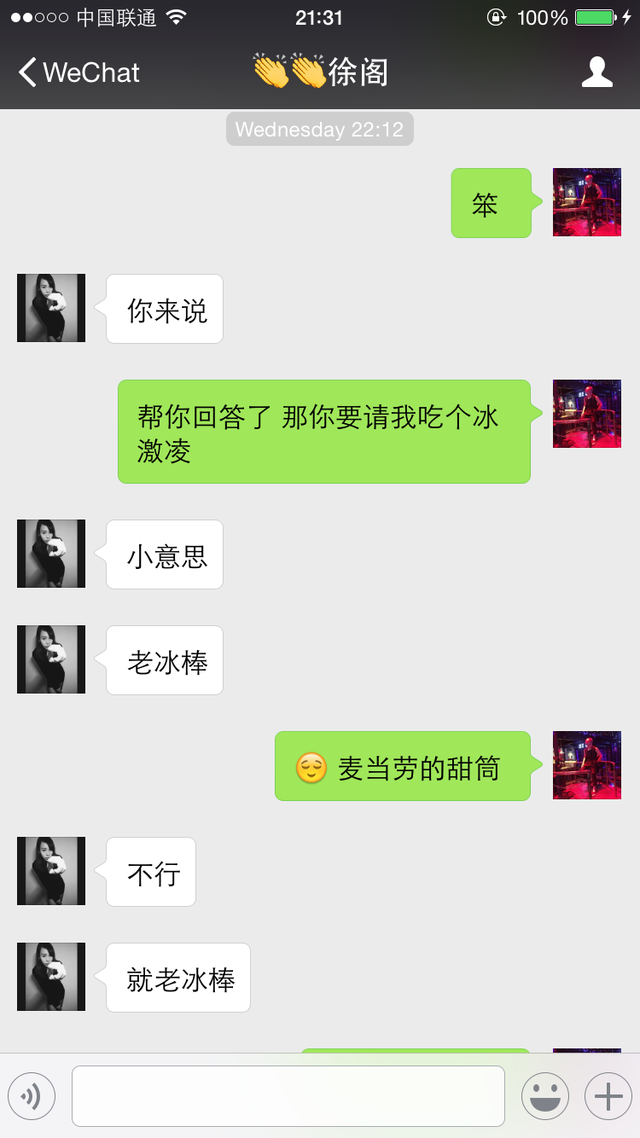 中国联通 21:31 100%
WeChat 👏👏徐阁
Wednesday 22:12
笨
你来说
帮你回答了 那你要请我吃个冰
激凌
小意思
老冰棒
😌 麦当劳的甜筒
不行
就老冰棒